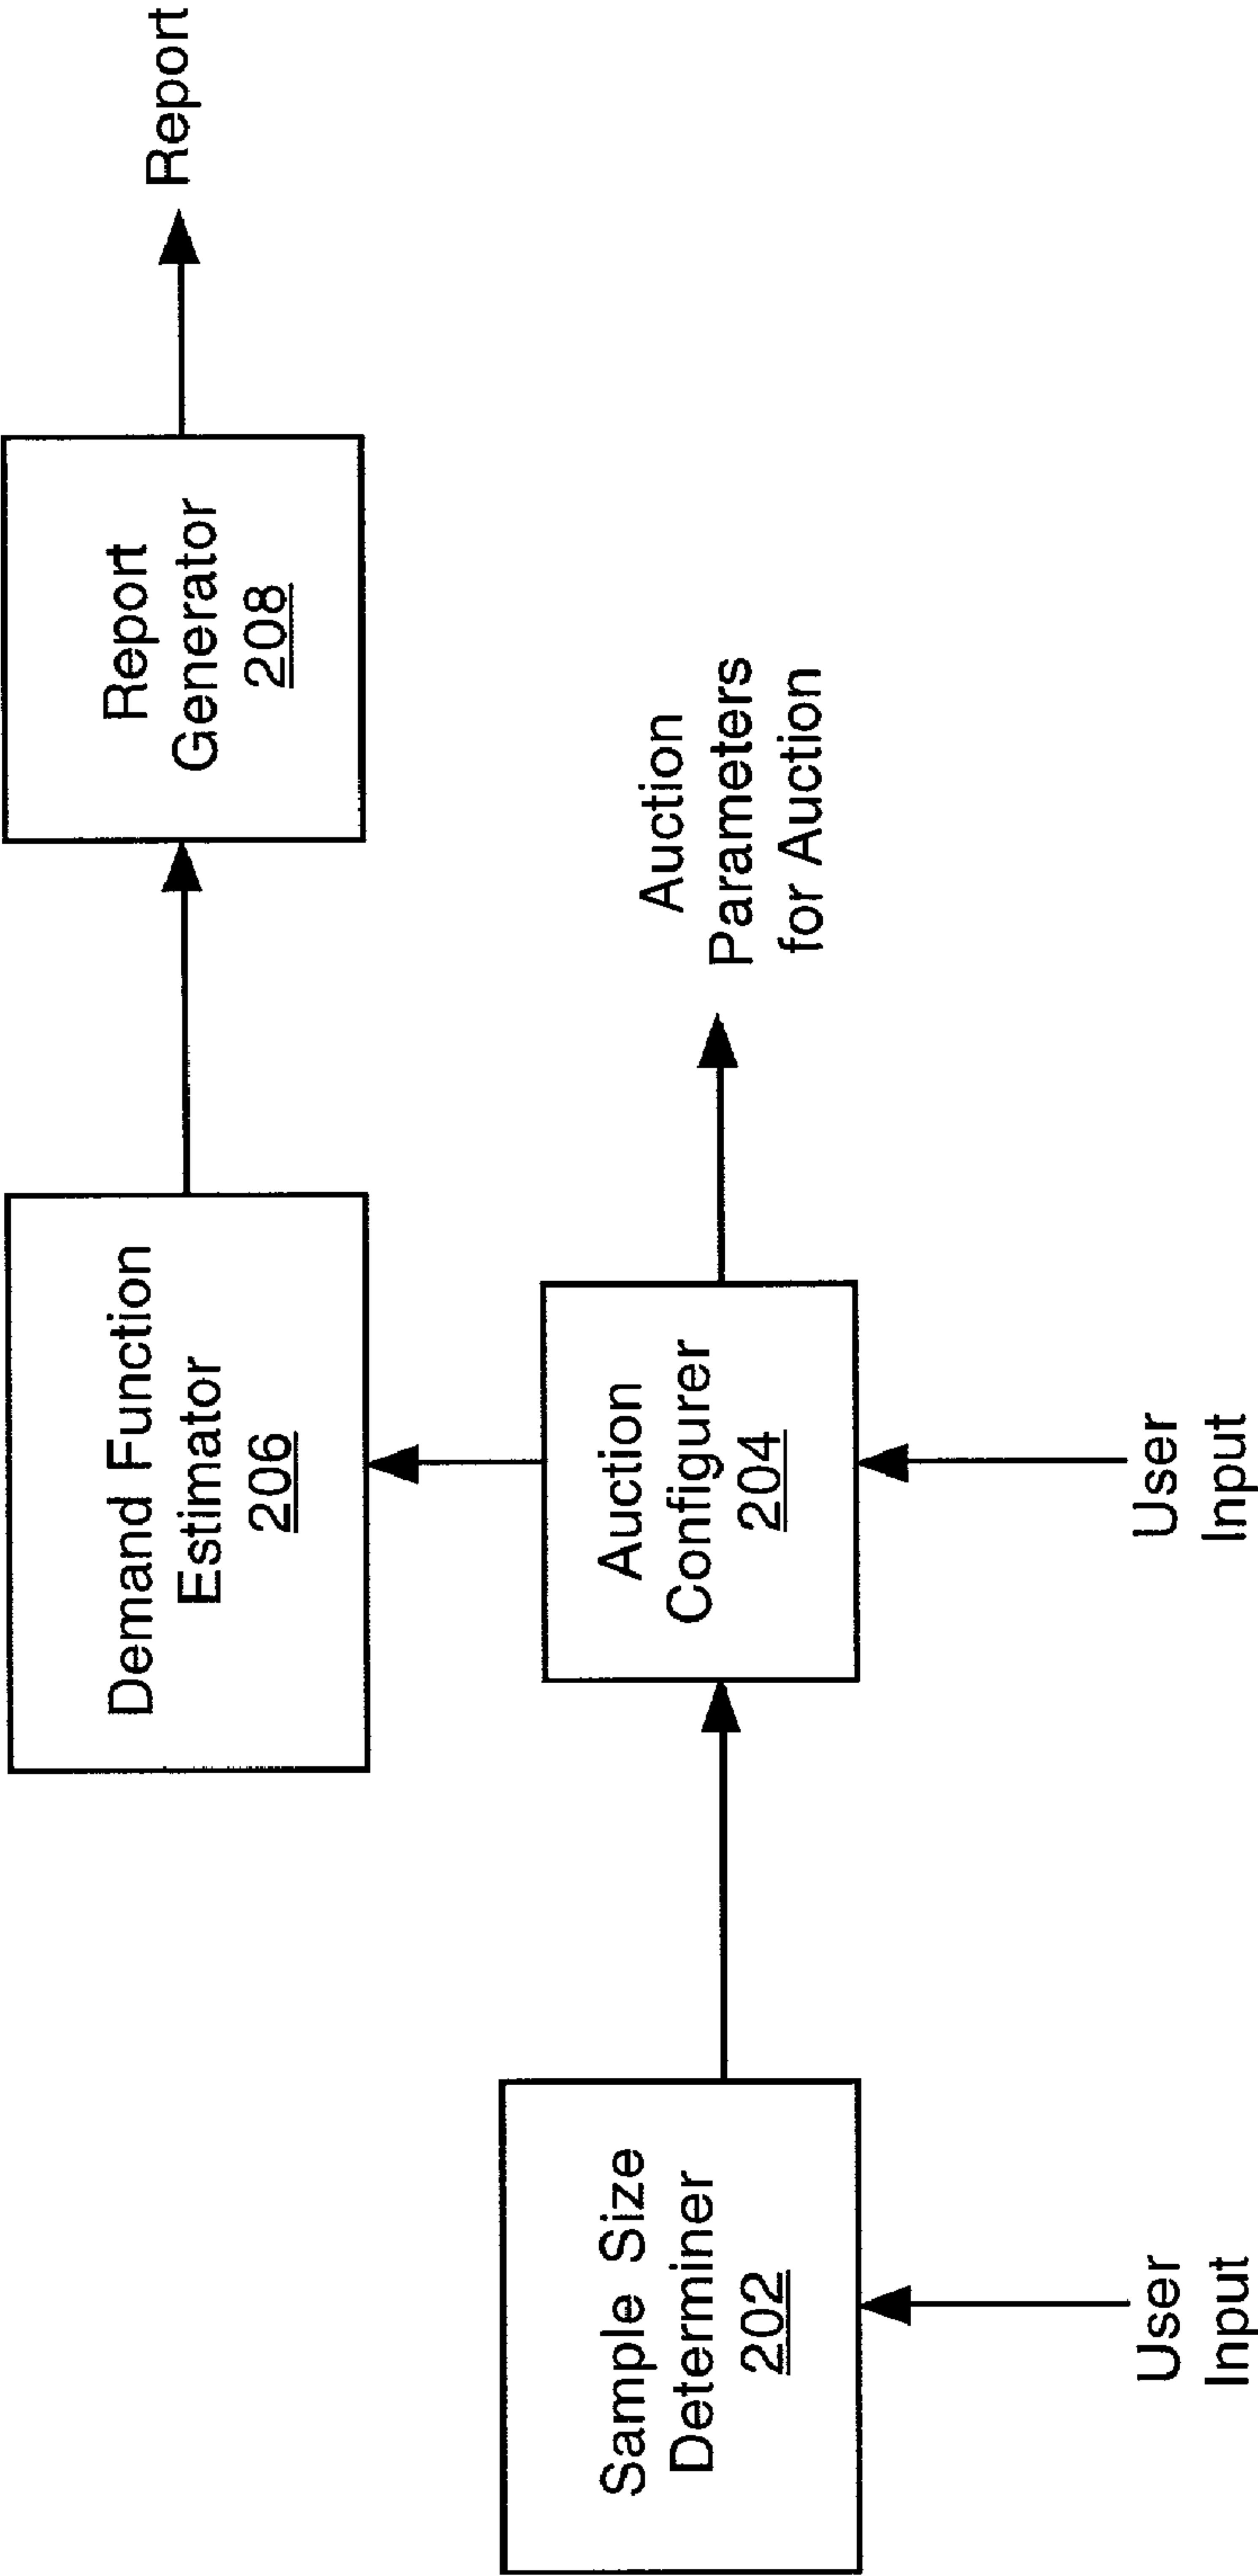 Demand Function
Estimator
206
Report
Generator
208
Report
Sample Size
Determiner
202
Auction
Configurer
204
Auction
Parameters
for Auction
User
Input
User
Input